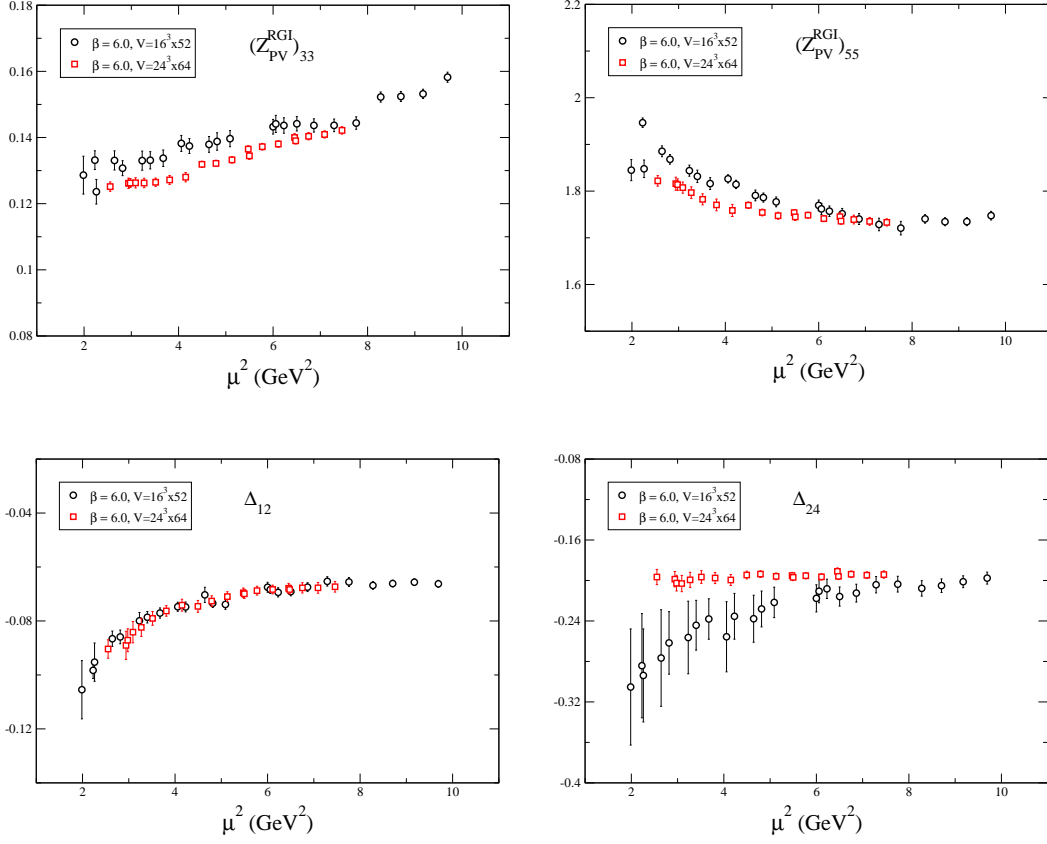 β = 6.0, V=16³x52
β = 6.0, V=24³x64
(Z_PV^RGI)_33
0.16
0.14
0.12
0.1
0.08
2 4 6 8 10
μ² (GeV²)
β = 6.0, V=16³x52
β = 6.0, V=24³x64
(Z_PV^RGI)_55
2.2
2
1.8
1.6
2 4 6 8 10
μ² (GeV²)
β = 6.0, V=16³x52
β = 6.0, V=24³x64
Δ_12
-0.04
-0.08
-0.12
2 4 6 8 10
μ² (GeV²)
β = 6.0, V=16³x52
β = 6.0, V=24³x64
Δ_24
-0.08
-0.16
-0.24
-0.32
-0.4
2 4 6 8 10
μ² (GeV²)